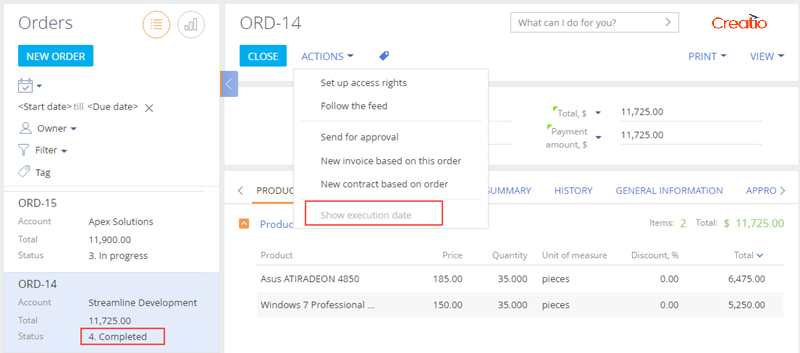 Orders
NEW ORDER
<Start date> till <Due date>
Owner
Filter
Tag
ORD-15
Account Apex Solutions
Total 11,900.00
Status 3. In progress
ORD-14
Account Streamline Development
Total 11,725.00
Status 4. Completed
ORD-14
What can I do for you?
Creatio
CLOSE ACTIONS PRINT VIEW
Set up access rights
Follow the feed
Send for approval
New invoice based on this order
New contract based on order
Show execution date
Total, $ 11,725.00
Payment amount, $ 11,725.00
PRODUC SUMMARY HISTORY GENERAL INFORMATION APPRO
Produc Items: 2 Total: $ 11,725.00
Product Price Quantity Unit of measure Discount, % Total
Asus ATIRADEON 4850 185.00 35.000 pieces 0.00 6,475.00
Windows 7 Professional ... 150.00 35.000 pieces 0.00 5,250.00